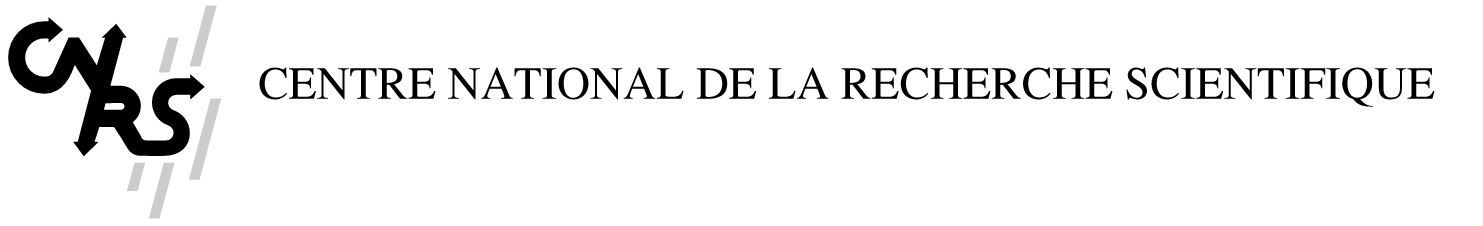 CNRS
CENTRE NATIONAL DE LA RECHERCHE SCIENTIFIQUE